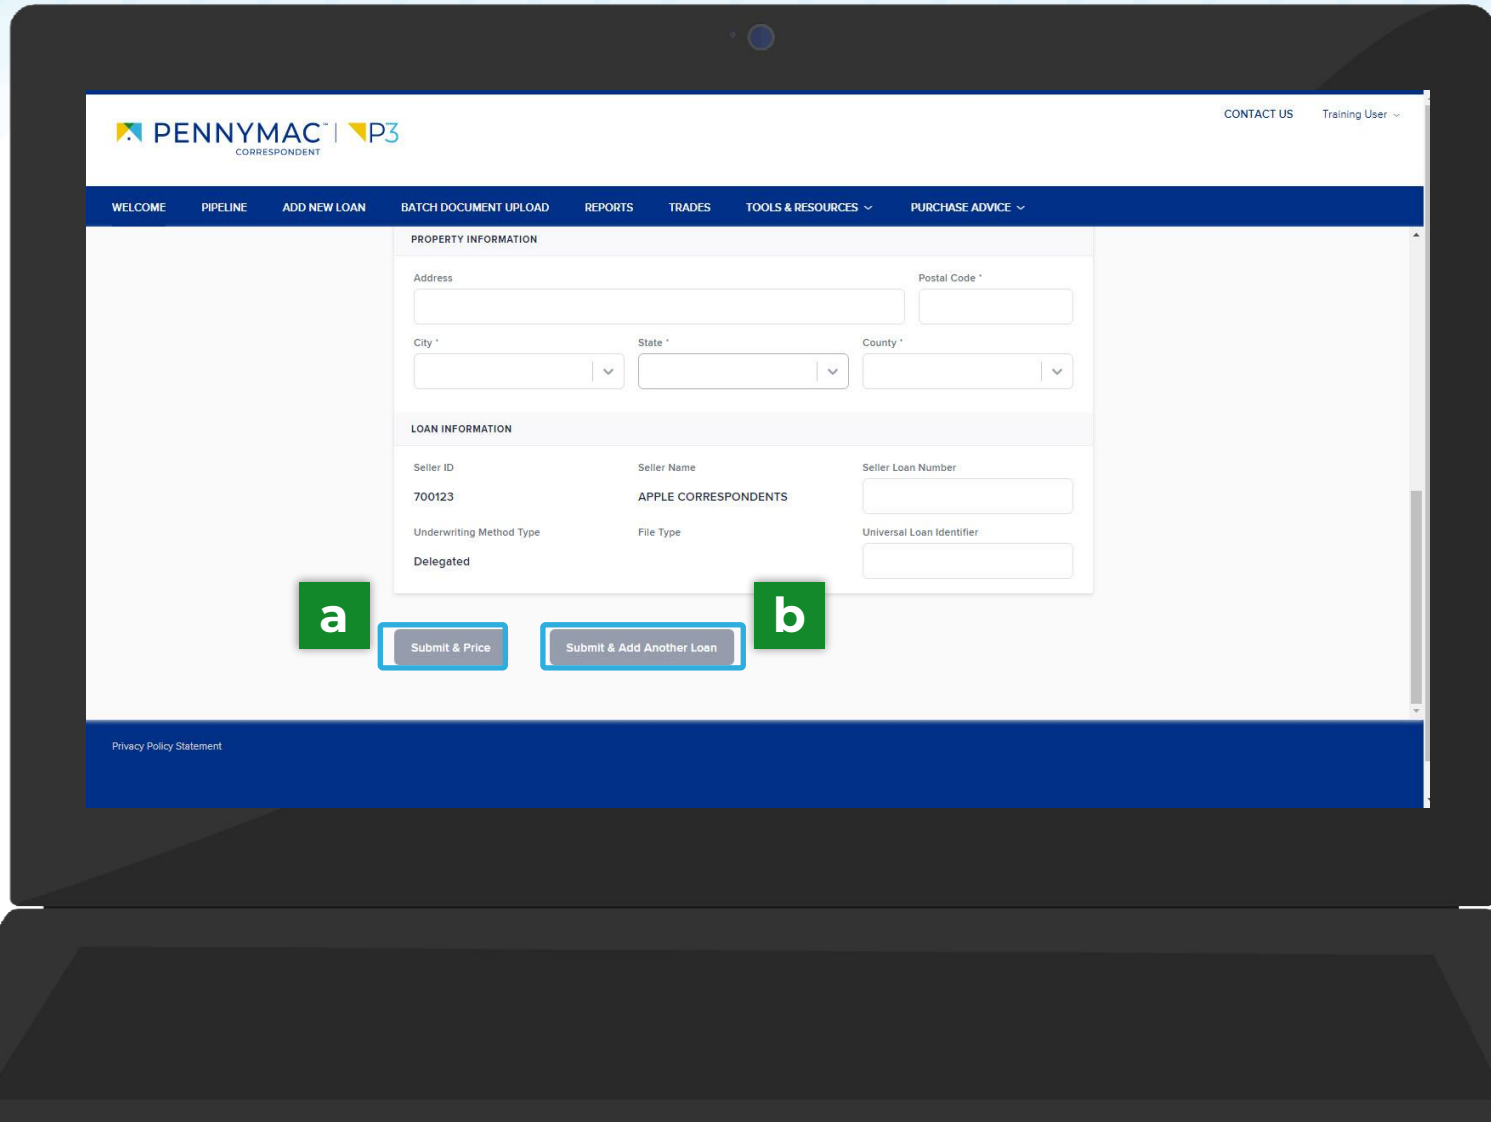 CONTACT US Training User
PENNYMAC™ | P3
CORRESPONDENT
WELCOME PIPELINE ADD NEW LOAN BATCH DOCUMENT UPLOAD REPORTS TRADES TOOLS & RESOURCES PURCHASE ADVICE
PROPERTY INFORMATION
Address Postal Code *
City * State * County *
LOAN INFORMATION
Seller ID Seller Name Seller Loan Number
700123 APPLE CORRESPONDENTS
Underwriting Method Type File Type Universal Loan Identifier
Delegated
a b
Submit & Price Submit & Add Another Loan
Privacy Policy Statement